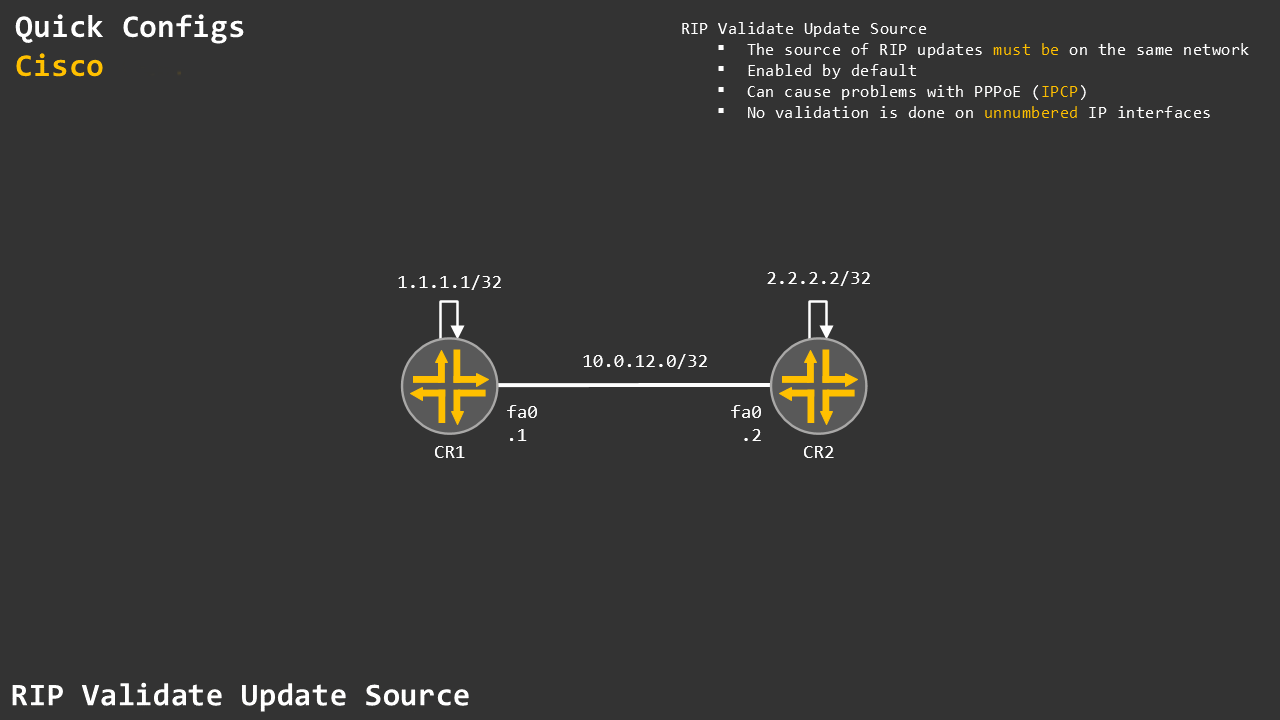 Quick Configs
Cisco
RIP Validate Update Source
▪ The source of RIP updates must be on the same network
▪ Enabled by default
▪ Can cause problems with PPPoE (IPCP)
▪ No validation is done on unnumbered IP interfaces
1.1.1.1/32
2.2.2.2/32
10.0.12.0/32
fa0
.1
fa0
.2
CR1
CR2
RIP Validate Update Source